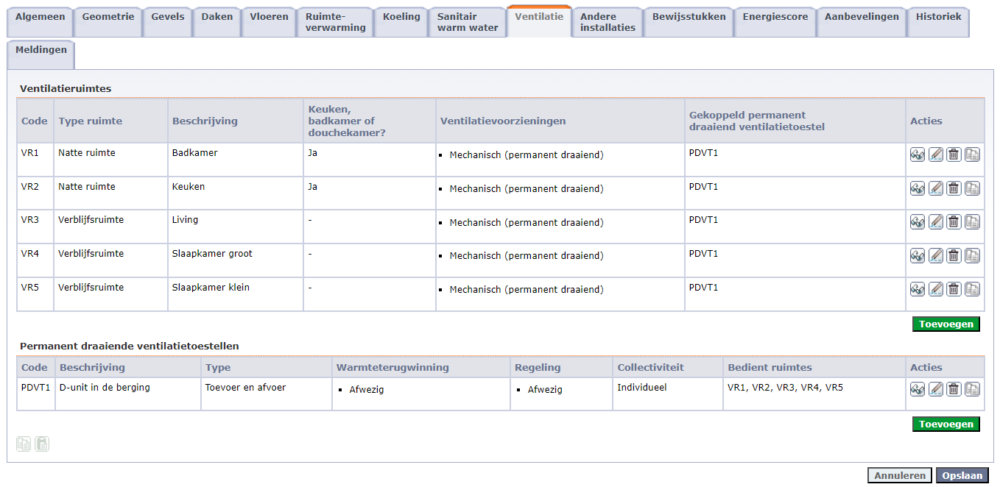 Algemeen Geometrie Gevels Daken Vloeren Ruimte-verwarming Koeling Sanitair warm water Ventilatie Andere installaties Bewijsstukken Energiescore Aanbevelingen Historiek
Meldingen
Ventilatieruimtes
Code Type ruimte Beschrijving Keuken, badkamer of douchekamer? Ventilatievoorzieningen Gekoppeld permanent draaiend ventilatietoestel Acties
VR1 Natte ruimte Badkamer Ja Mechanisch (permanent draaiend) PDVT1
VR2 Natte ruimte Keuken Ja Mechanisch (permanent draaiend) PDVT1
VR3 Verblijfsruimte Living - Mechanisch (permanent draaiend) PDVT1
VR4 Verblijfsruimte Slaapkamer groot - Mechanisch (permanent draaiend) PDVT1
VR5 Verblijfsruimte Slaapkamer klein - Mechanisch (permanent draaiend) PDVT1
Toevoegen
Permanent draaiende ventilatietoestellen
Code Beschrijving Type Warmteterugwinning Regeling Collectiviteit Bedient ruimtes Acties
PDVT1 D-unit in de berging Toevoer en afvoer Afwezig Afwezig Individueel VR1, VR2, VR3, VR4, VR5
Toevoegen
Annuleren Opslaan